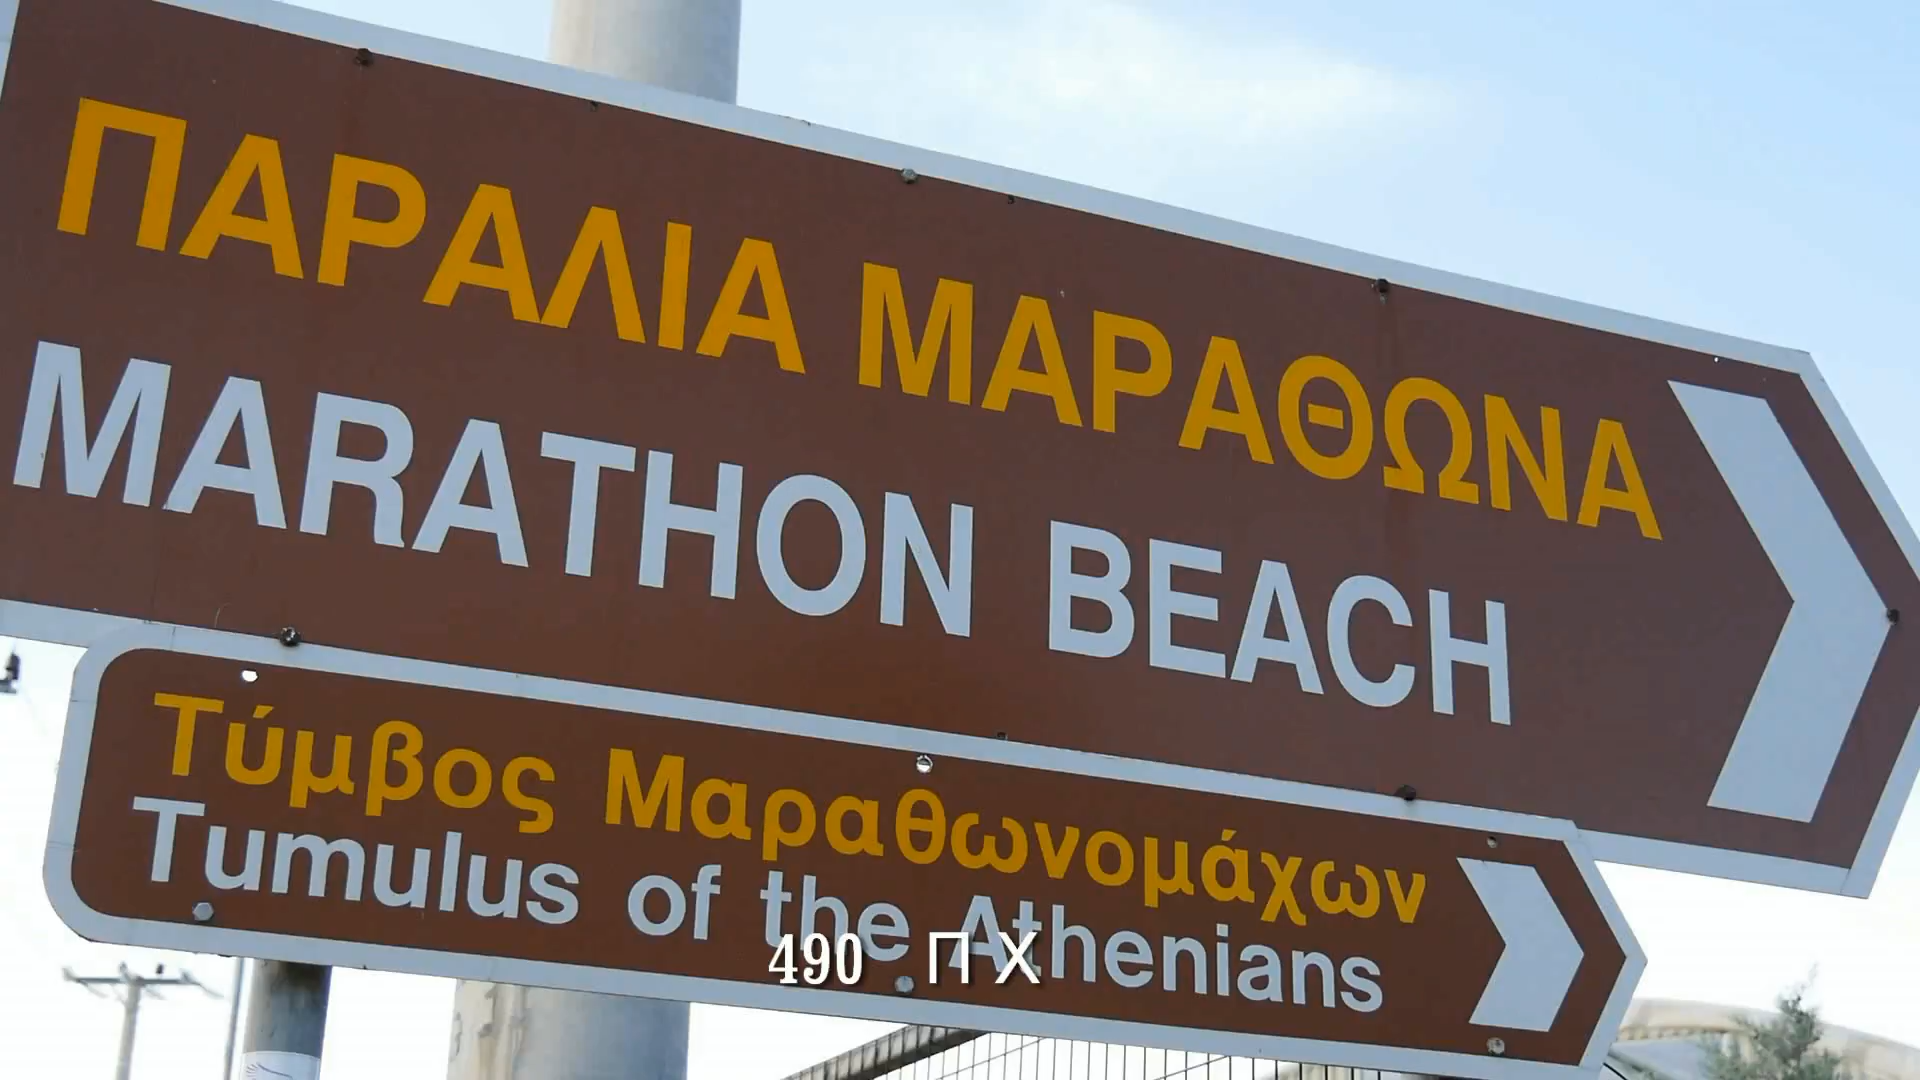 ΠΑΡΑΛΙΑ ΜΑΡΑΘΩΝΑ
MARATHON BEACH
Τύμβος Μαραθωνομάχων
Tumulus of the Athenians
490 Π Χ